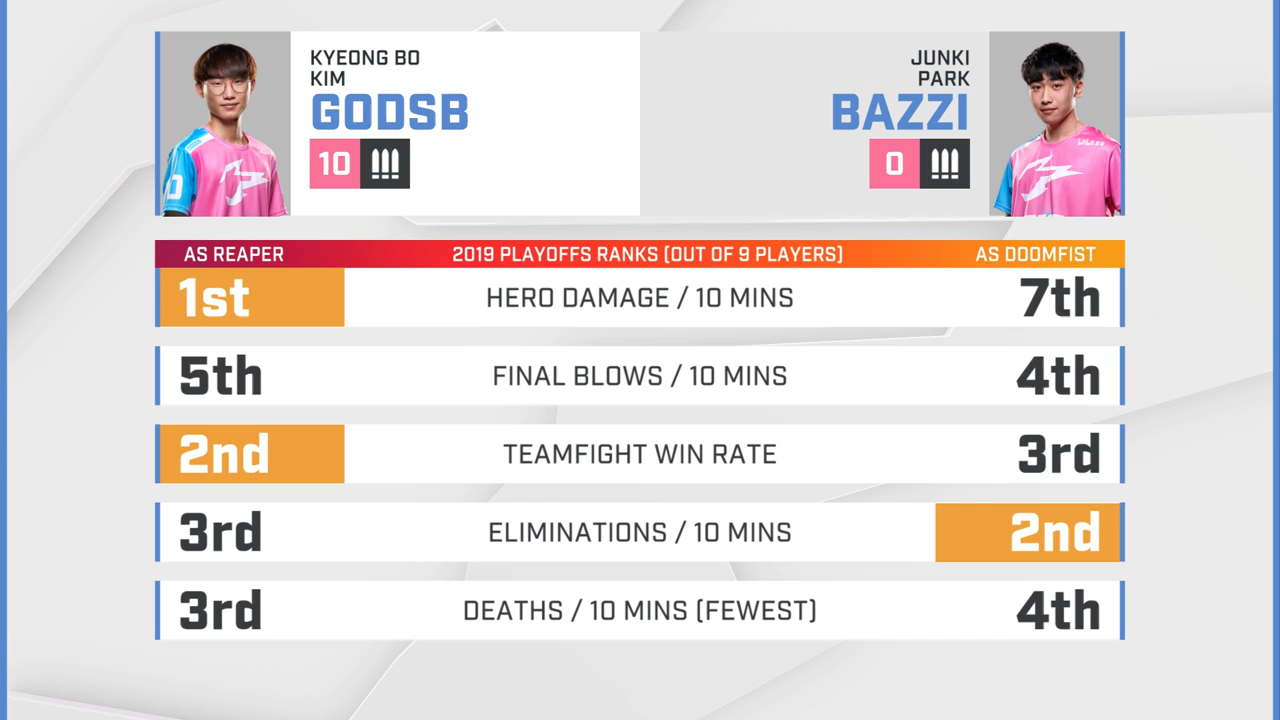 KYEONG BO
KIM
GODSB
10
JUNKI
PARK
BAZZI
0
AS REAPER
2019 PLAYOFFS RANKS (OUT OF 9 PLAYERS)
AS DOOMFIST
1st
HERO DAMAGE / 10 MINS
7th
5th
FINAL BLOWS / 10 MINS
4th
2nd
TEAMFIGHT WIN RATE
3rd
3rd
ELIMINATIONS / 10 MINS
2nd
3rd
DEATHS / 10 MINS (FEWEST)
4th